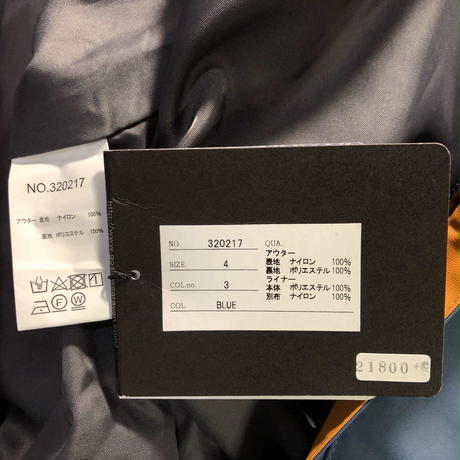 NO.320217
アウター 表地 ナイロン 100%
裏地 ポリエステル 100%
NO. 320217
SIZE. 4
COL.no. 3
COL. BLUE
QUA.
アウター
表地 ナイロン 100%
裏地 ポリエステル 100%
ライナー
本体 ポリエステル 100%
別布 ナイロン 100%
21800